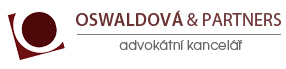 OSWALDOVÁ & PARTNERS
advokátní kancelář